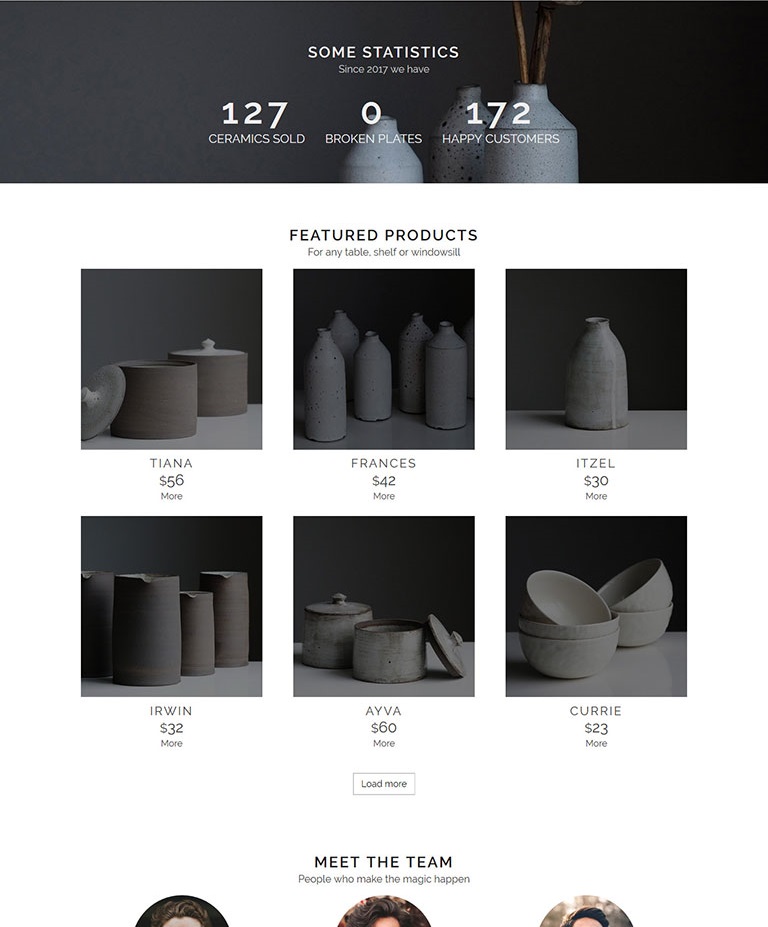 SOME STATISTICS
Since 2017 we have
127 0 172
CERAMICS SOLD BROKEN PLATES HAPPY CUSTOMERS
FEATURED PRODUCTS
For any table, shelf or windowsill
TIANA FRANCES ITZEL
$56 $42 $30
More More More
IRWIN AYVA CURRIE
$32 $60 $23
More More More
Load more
MEET THE TEAM
People who make the magic happen